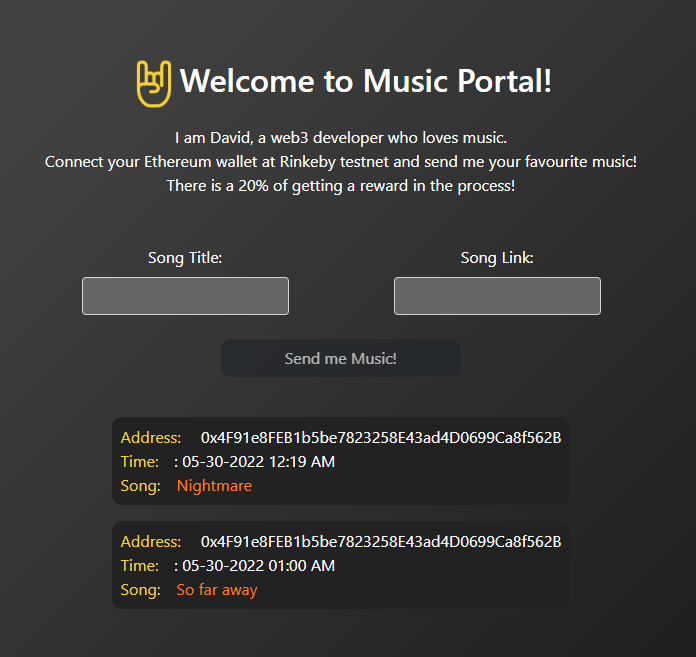 Welcome to Music Portal!
I am David, a web3 developer who loves music.
Connect your Ethereum wallet at Rinkeby testnet and send me your favourite music!
There is a 20% of getting a reward in the process!
Song Title:
Song Link:
Send me Music!
Address: 0x4F91e8FEB1b5be7823258E43ad4D0699Ca8f562B
Time: : 05-30-2022 12:19 AM
Song: Nightmare
Address: 0x4F91e8FEB1b5be7823258E43ad4D0699Ca8f562B
Time: : 05-30-2022 01:00 AM
Song: So far away